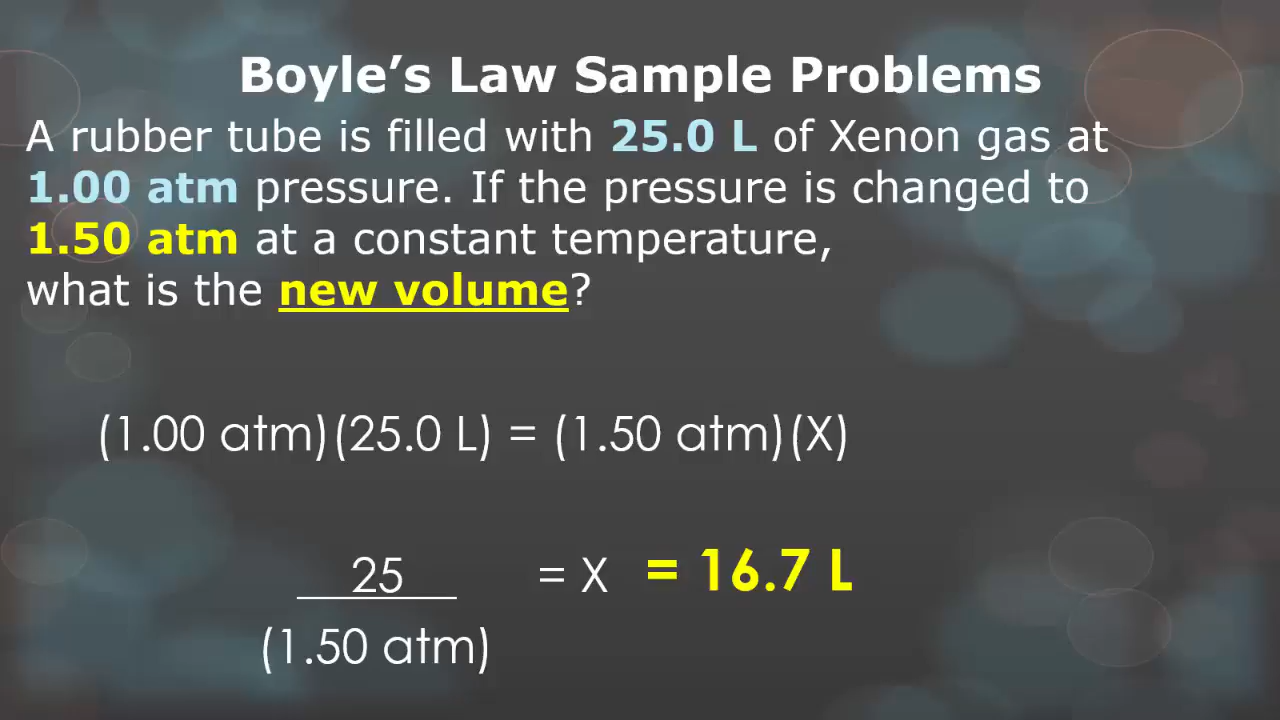 Boyle’s Law Sample Problems
A rubber tube is filled with 25.0 L of Xenon gas at
1.00 atm pressure. If the pressure is changed to
1.50 atm at a constant temperature,
what is the new volume?
(1.00 atm)(25.0 L) = (1.50 atm)(X)
25 = X = 16.7 L
(1.50 atm)